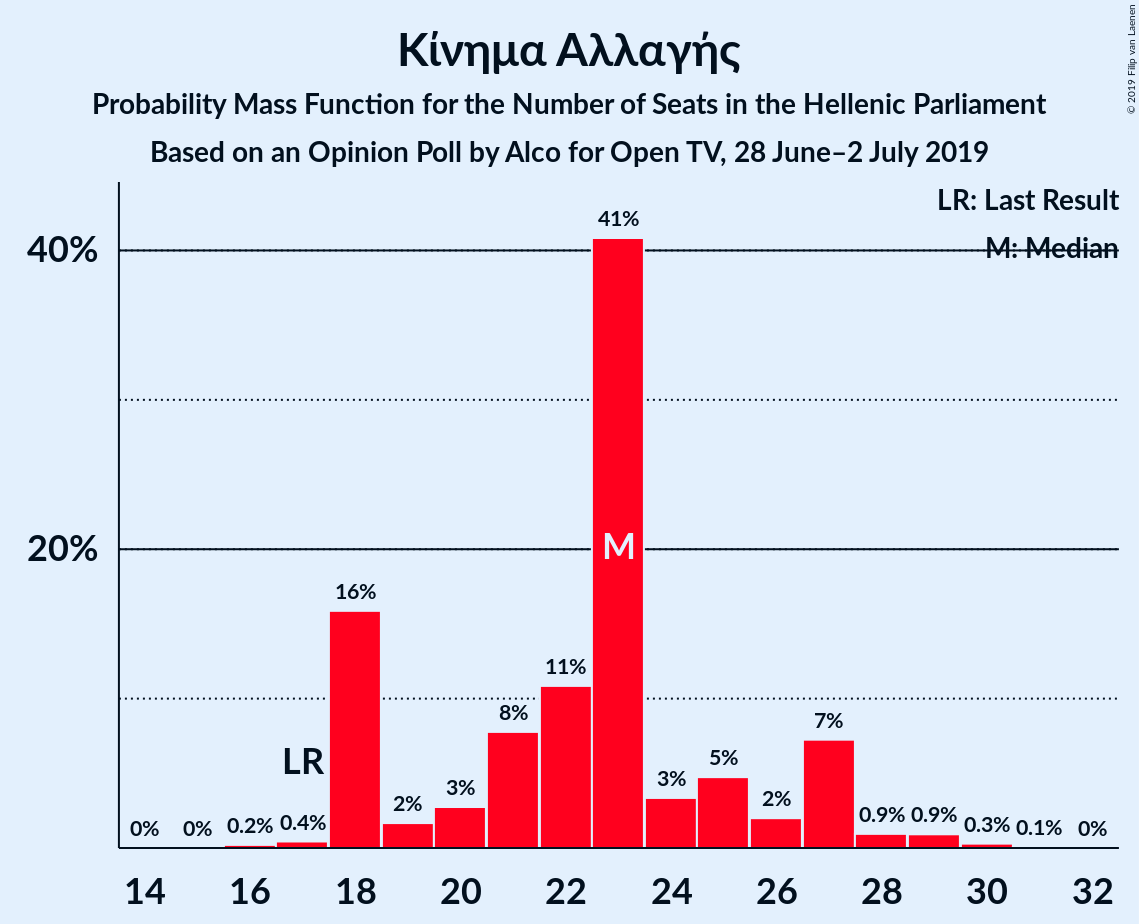 Κίνημα Αλλαγής
Probability Mass Function for the Number of Seats in the Hellenic Parliament
Based on an Opinion Poll by Alco for Open TV, 28 June–2 July 2019
© 2019 Filip van Laenen
LR: Last Result
M: Median
40%
20%
41%
16%
11%
8%
7%
5%
3%
3%
2%
2%
0.9%
0.9%
0.4%
0.2%
0.3%
0.1%
0%
0%
0%
LR
M
14 16 18 20 22 24 26 28 30 32